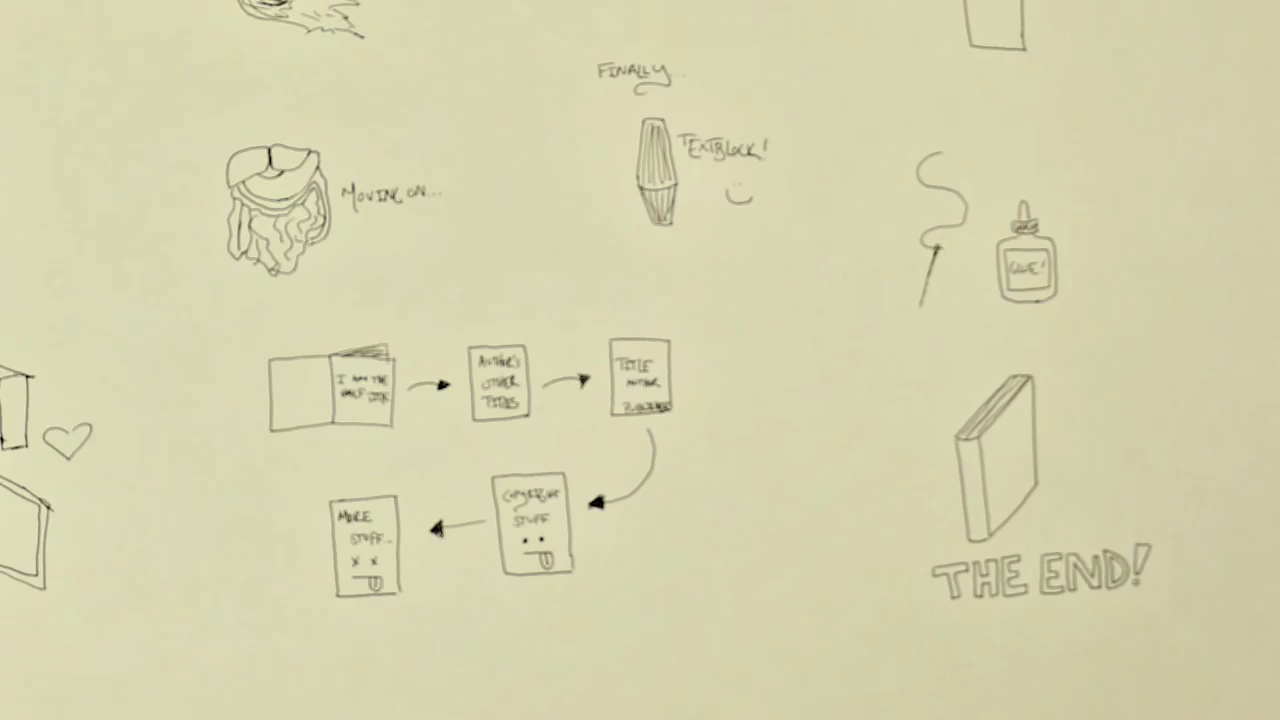 FINALLY...
TEXTBLOCK!
MOVING ON...
GLUE!
I AM THE
HALF TITLE
AUTHOR'S
OTHER
TITLES
TITLE
AUTHOR
PUBLISHER
COPYRIGHT
STUFF
MORE
STUFF..
THE END!